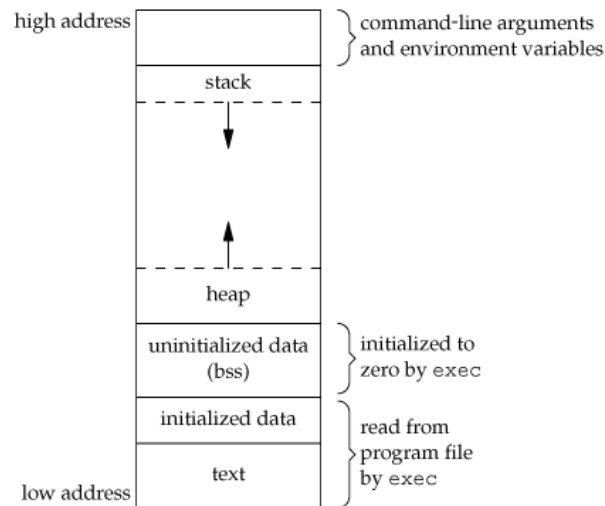 high address
command-line arguments
and environment variables
stack
heap
uninitialized data
(bss)
initialized to
zero by exec
initialized data
read from
program file
by exec
text
low address